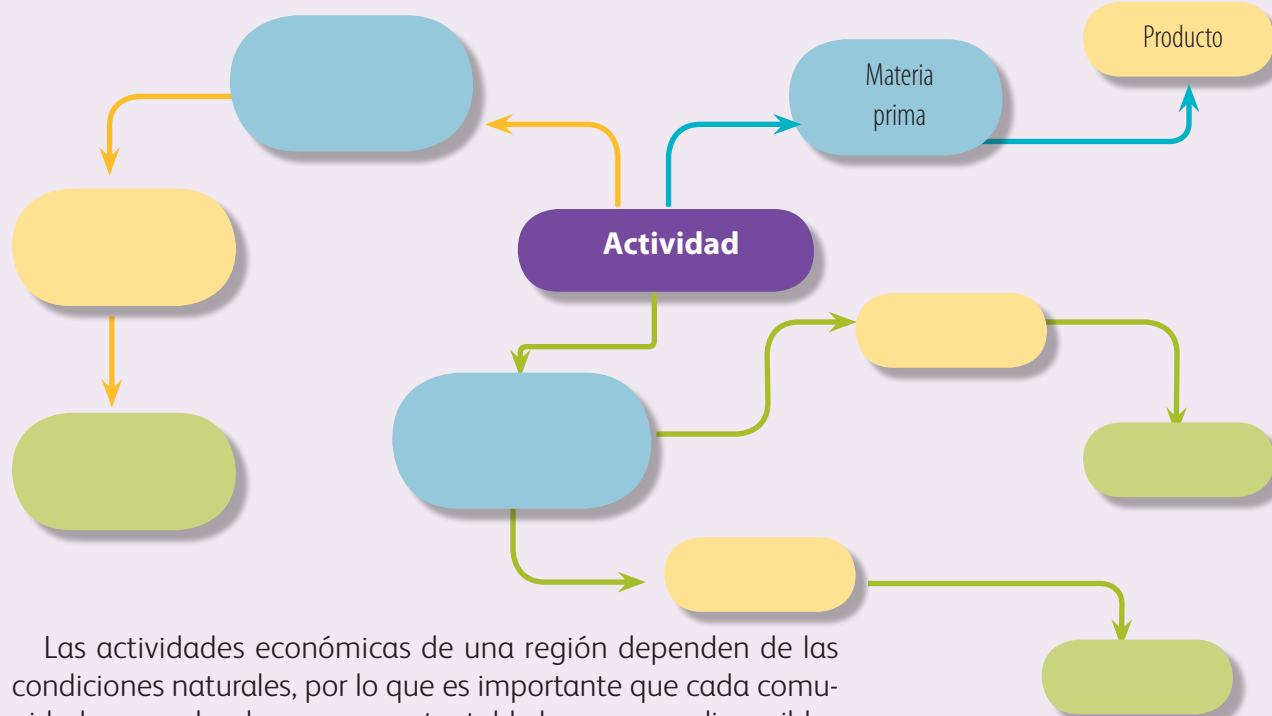 Producto
Materia
prima
Actividad
Las actividades económicas de una región dependen de las
condiciones naturales, por lo que es importante que cada comu-